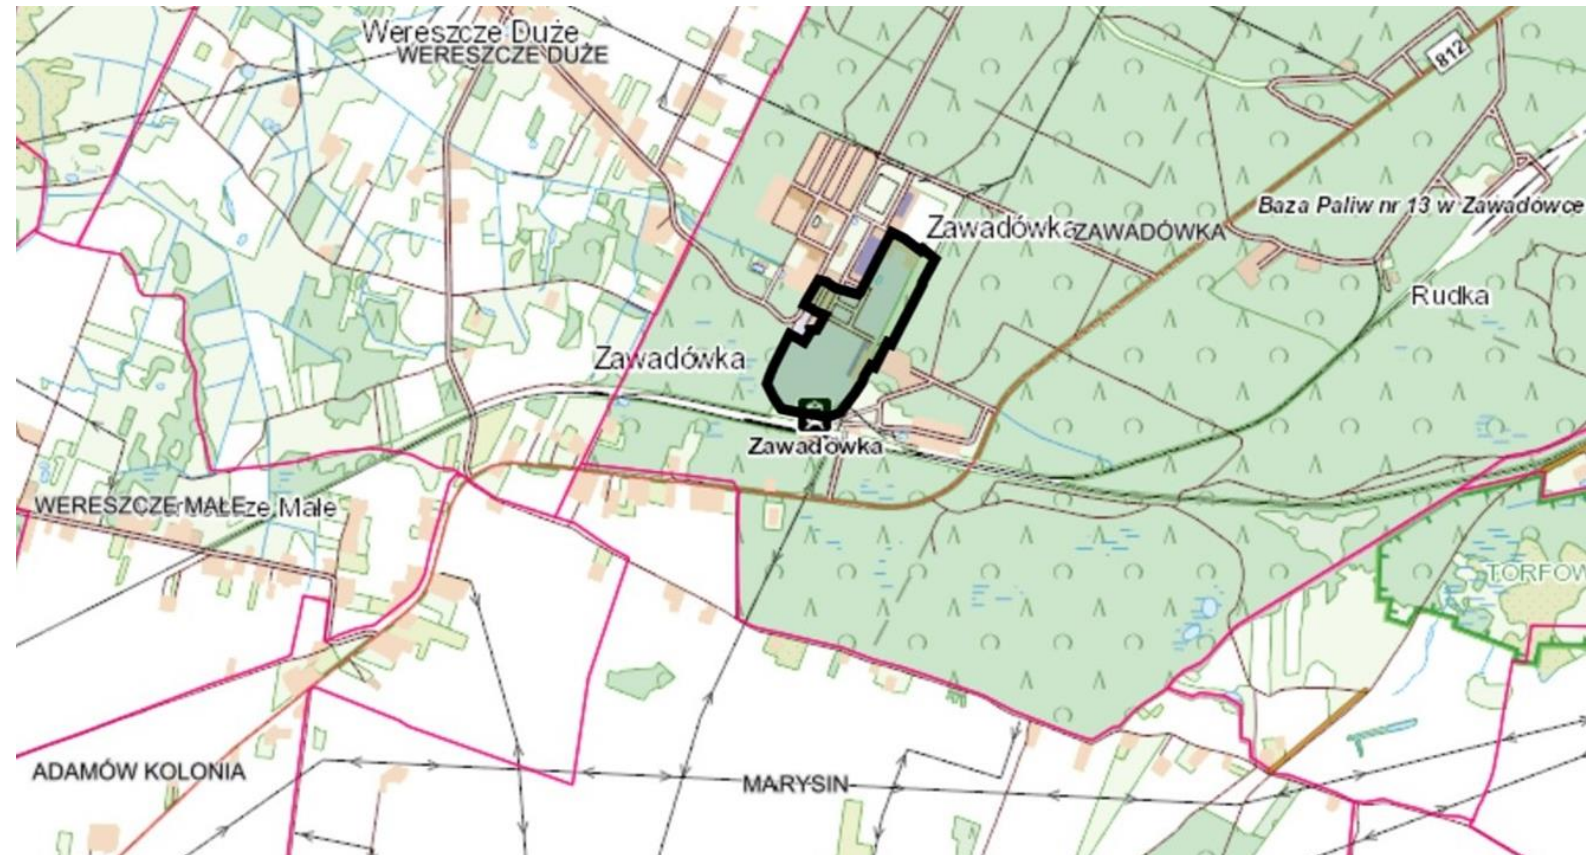 Wereszcze Duże
WERESZCZE DUŻE
812
Baza Paliw nr 13 w Zawadówce
Zawadówka
ZAWADÓWKA
Rudka
Zawadówka
Zawadówka
WERESZCZE MAŁE
ze Małe
TORFOW
ADAMÓW KOLONIA
MARYSIN